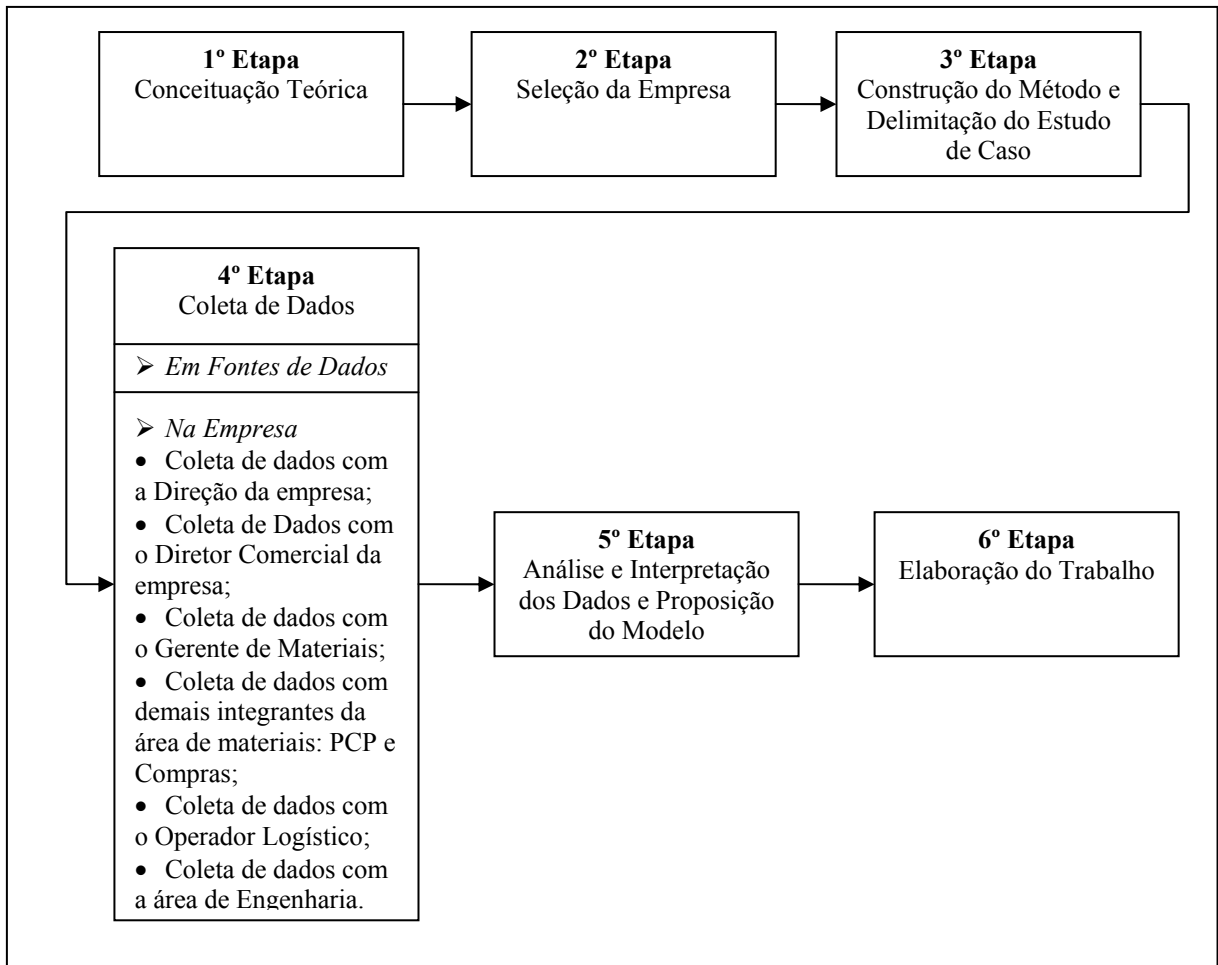 1º Etapa
Conceituação Teórica
2º Etapa
Seleção da Empresa
3º Etapa
Construção do Método e
Delimitação do Estudo
de Caso
4º Etapa
Coleta de Dados
➢ Em Fontes de Dados
➢ Na Empresa
• Coleta de dados com
a Direção da empresa;
• Coleta de Dados com
o Diretor Comercial da
empresa;
• Coleta de dados com
o Gerente de Materiais;
• Coleta de dados com
demais integrantes da
área de materiais: PCP e
Compras;
• Coleta de dados com
o Operador Logístico;
• Coleta de dados com
a área de Engenharia.
5º Etapa
Análise e Interpretação
dos Dados e Proposição
do Modelo
6º Etapa
Elaboração do Trabalho